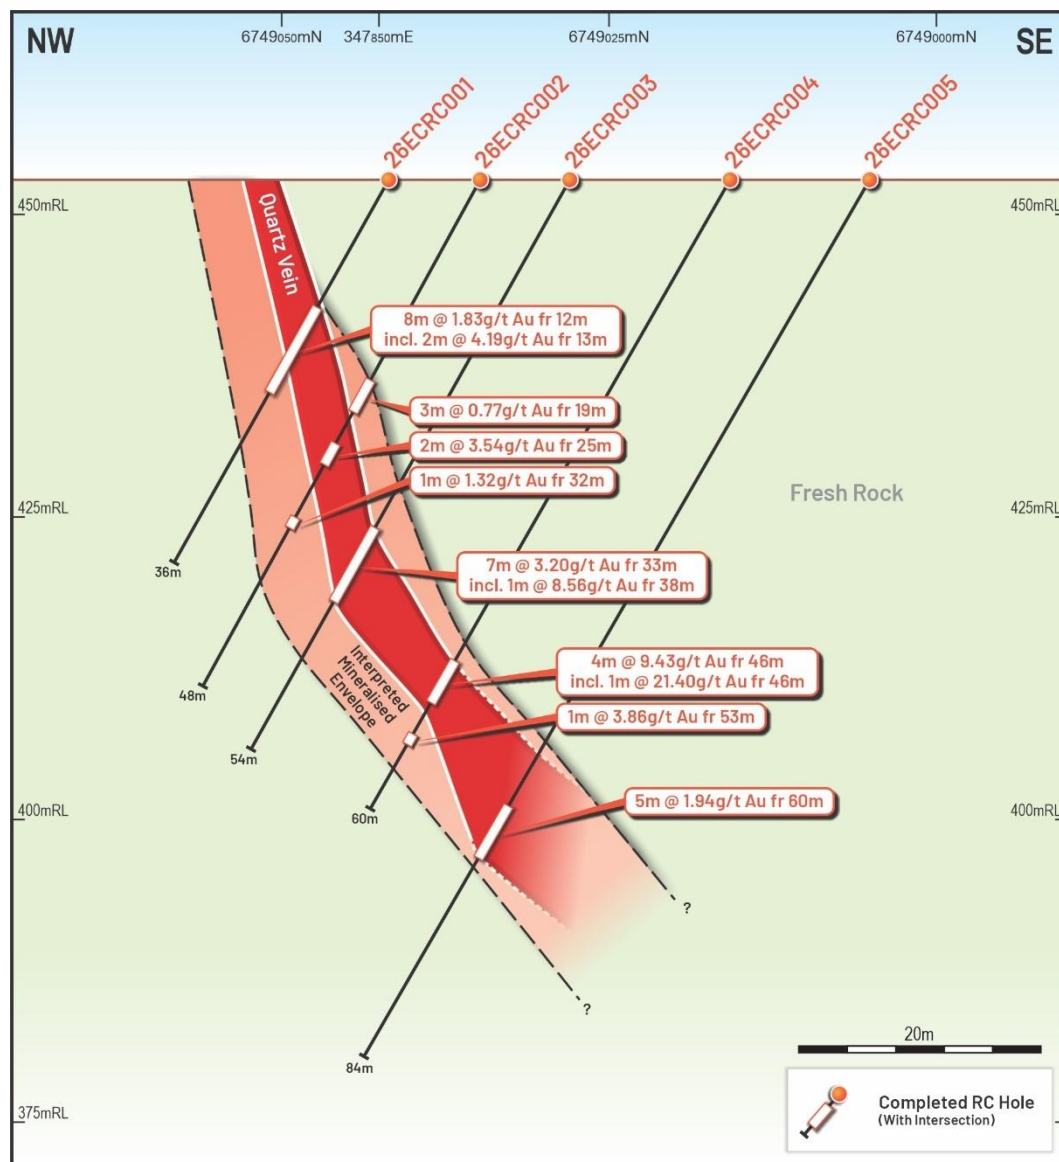 NW
6749050mN
347850mE
6749025mN
6749000mN
SE
26ECRC001
26ECRC002
26ECRC003
26ECRC004
26ECRC005
450mRL
450mRL
Quartz Vein
8m @ 1.83g/t Au fr 12m
incl. 2m @ 4.19g/t Au fr 13m
3m @ 0.77g/t Au fr 19m
2m @ 3.54g/t Au fr 25m
1m @ 1.32g/t Au fr 32m
Fresh Rock
425mRL
425mRL
36m
7m @ 3.20g/t Au fr 33m
incl. 1m @ 8.56g/t Au fr 38m
Interpreted
Mineralised
Envelope
4m @ 9.43g/t Au fr 46m
incl. 1m @ 21.40g/t Au fr 46m
48m
1m @ 3.86g/t Au fr 53m
54m
5m @ 1.94g/t Au fr 60m
60m
400mRL
400mRL
?
?
84m
20m
Completed RC Hole
(With Intersection)
375mRL